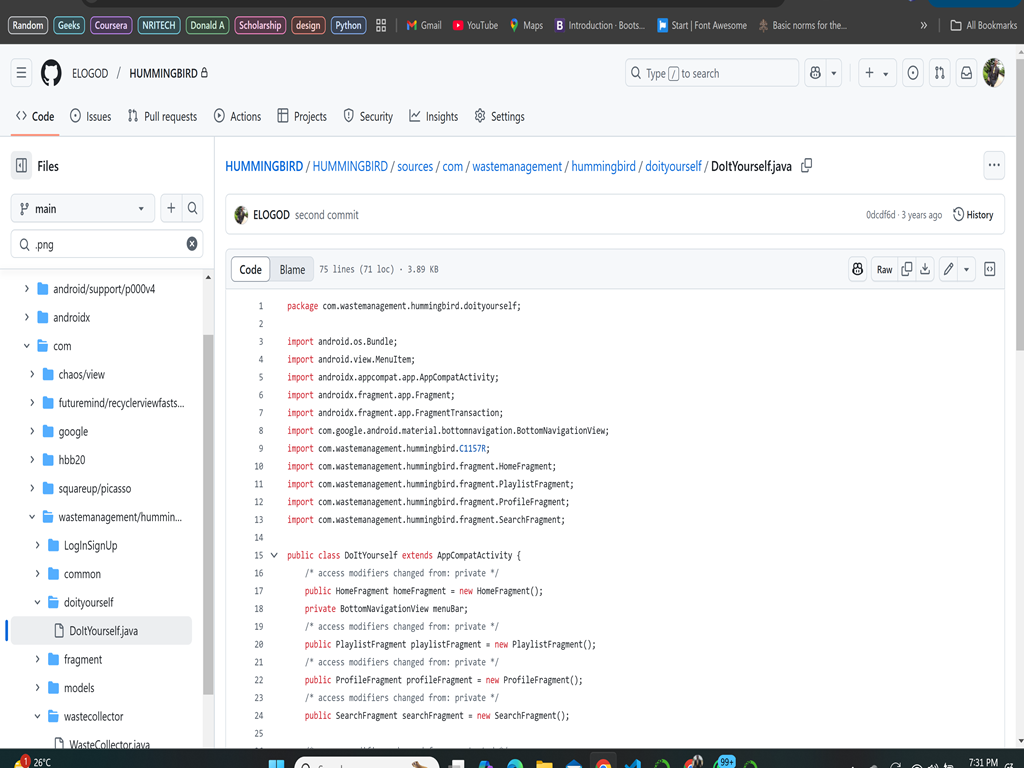 Random Geeks Coursera NRITECH Donald A Scholarship design Python Gmail YouTube Maps B Introduction · Boots... Start | Font Awesome Basic norms for the... » All Bookmarks
ELOGOD / HUMMINGBIRD Type / to search
Code Issues Pull requests Actions Projects Security Insights Settings
Files
main
.png
android/support/p000v4
androidx
com
chaos/view
futuremind/recyclerviewfasts...
google
hbb20
squareup/picasso
wastemanagement/hummin...
LogInSignUp
common
doityourself
DoItYourself.java
fragment
models
wastecollector
WasteCollector.java
HUMMINGBIRD / HUMMINGBIRD / sources / com / wastemanagement / hummingbird / doityourself / DoItYourself.java
ELOGOD second commit 0dcdf6d · 3 years ago History
Code Blame 75 lines (71 loc) · 3.89 KB Raw
1 package com.wastemanagement.hummingbird.doityourself;
2
3 import android.os.Bundle;
4 import android.view.MenuItem;
5 import androidx.appcompat.app.AppCompatActivity;
6 import androidx.fragment.app.Fragment;
7 import androidx.fragment.app.FragmentTransaction;
8 import com.google.android.material.bottomnavigation.BottomNavigationView;
9 import com.wastemanagement.hummingbird.C1157R;
10 import com.wastemanagement.hummingbird.fragment.HomeFragment;
11 import com.wastemanagement.hummingbird.fragment.PlaylistFragment;
12 import com.wastemanagement.hummingbird.fragment.ProfileFragment;
13 import com.wastemanagement.hummingbird.fragment.SearchFragment;
14
15 public class DoItYourself extends AppCompatActivity {
16 /* access modifiers changed from: private */
17 public HomeFragment homeFragment = new HomeFragment();
18 private BottomNavigationView menuBar;
19 /* access modifiers changed from: private */
20 public PlaylistFragment playlistFragment = new PlaylistFragment();
21 /* access modifiers changed from: private */
22 public ProfileFragment profileFragment = new ProfileFragment();
23 /* access modifiers changed from: private */
24 public SearchFragment searchFragment = new SearchFragment();
25
1 26°C 99+ 7:31 PM